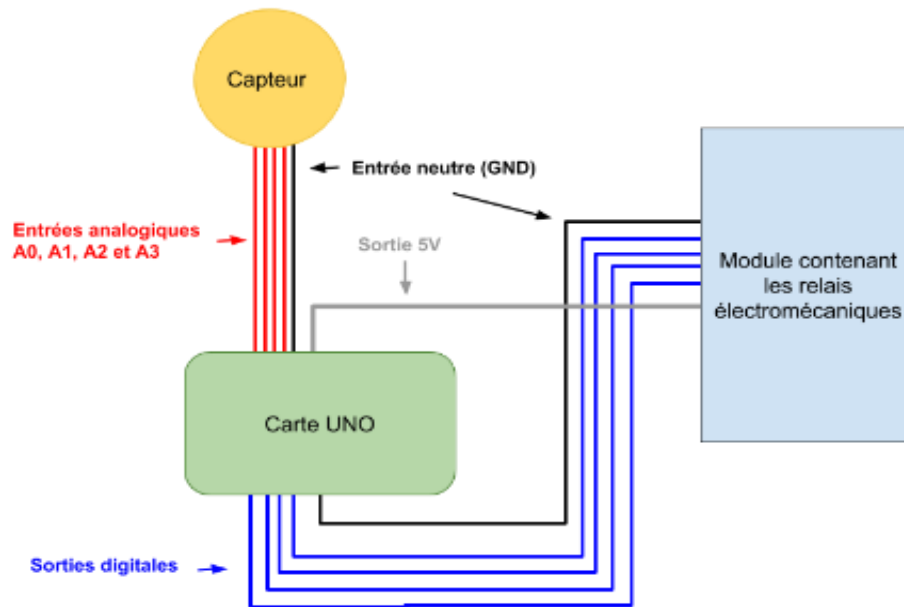 Capteur
Entrée neutre (GND)
Entrées analogiques
A0, A1, A2 et A3
Sortie 5V
Module contenant
les relais
électromécaniques
Carte UNO
Sorties digitales